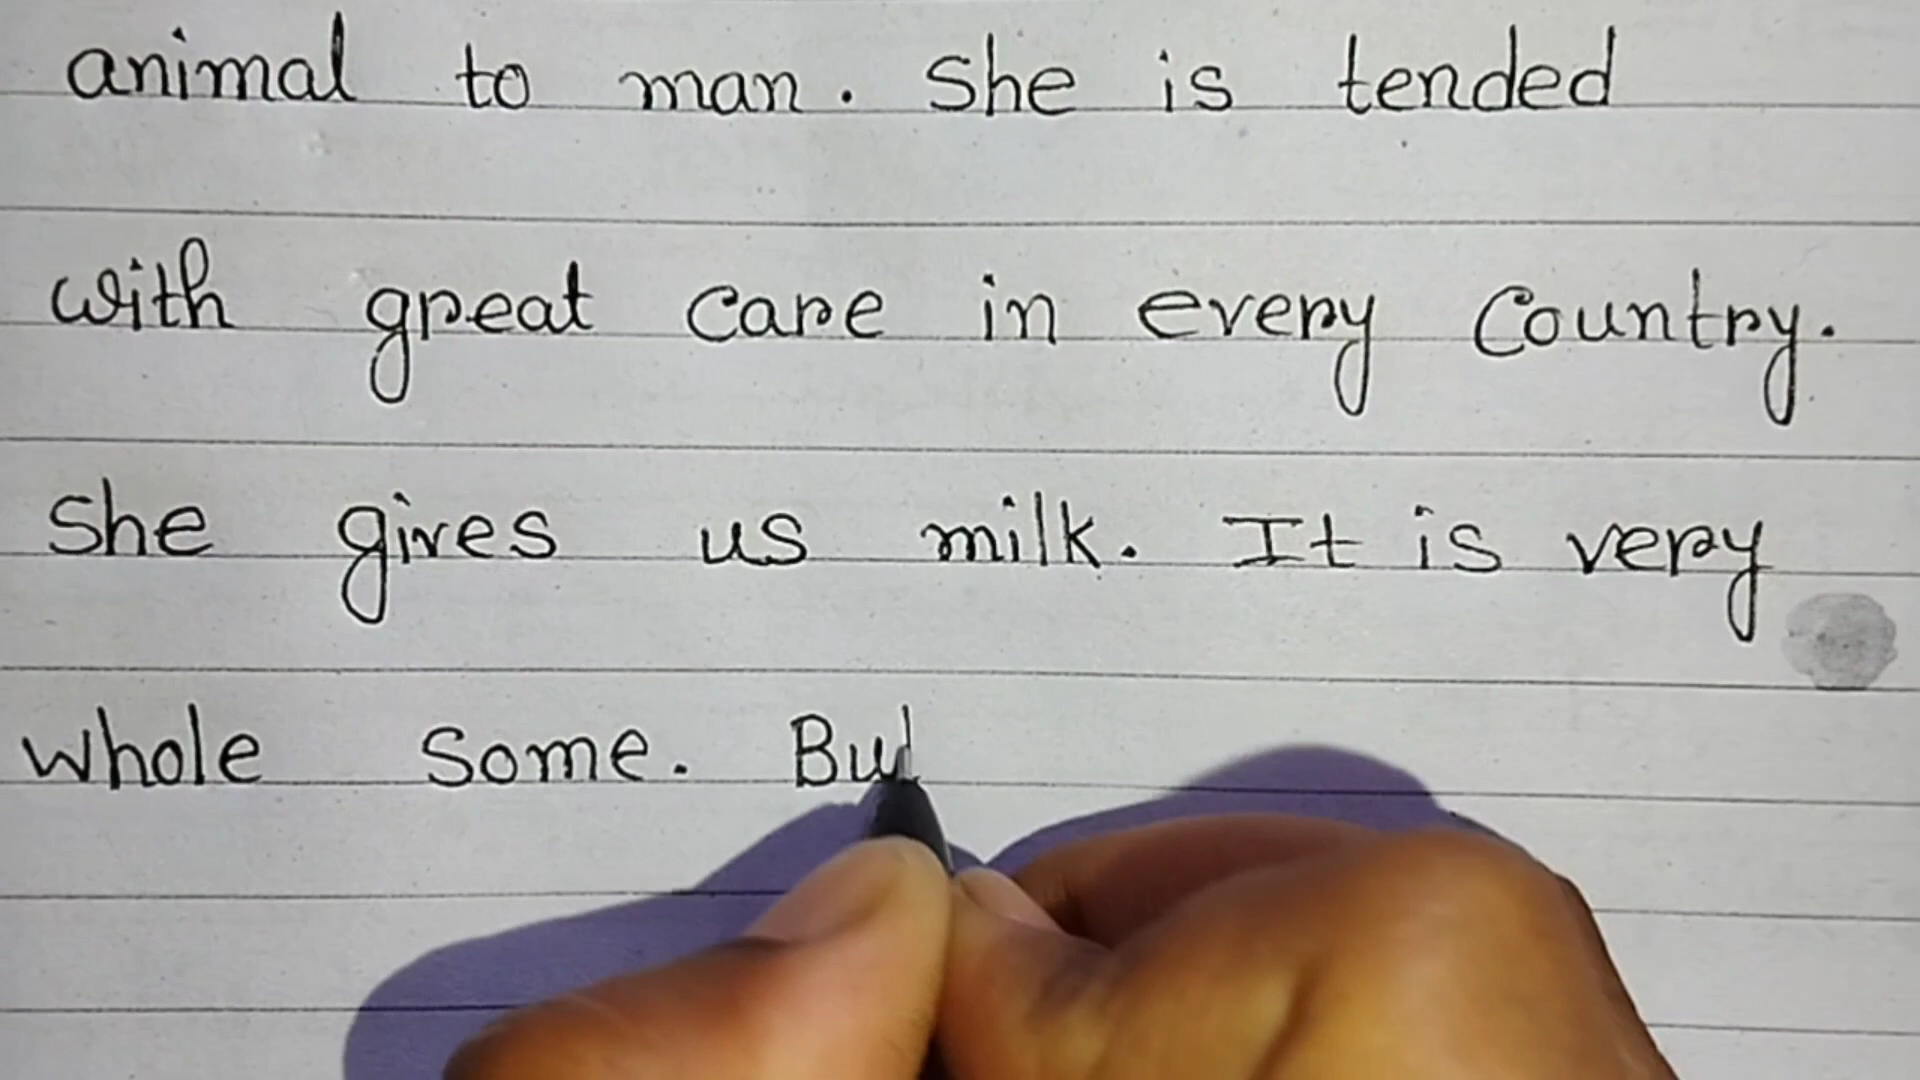 animal to man. She is tended
with great care in every Country.
She gives us milk. It is very
whole some. But